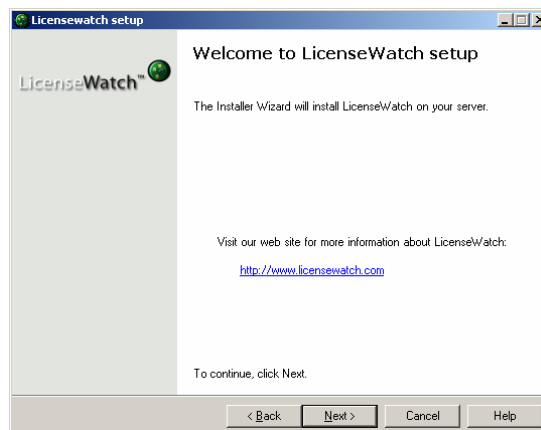 Licensewatch setup
Welcome to LicenseWatch setup
LicenseWatch™
The Installer Wizard will install LicenseWatch on your server.
Visit our web site for more information about LicenseWatch:
http://www.licensewatch.com
To continue, click Next.
< Back Next > Cancel Help